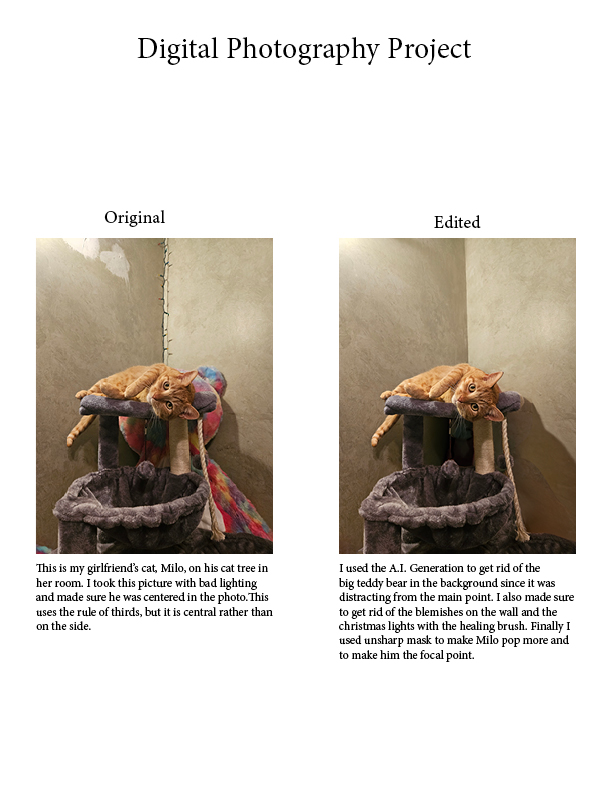 Digital Photography Project
Original
Edited
This is my girlfriend's cat, Milo, on his cat tree in
her room. I took this picture with bad lighting
and made sure he was centered in the photo.This
uses the rule of thirds, but it is central rather than
on the side.
I used the A.I. Generation to get rid of the
big teddy bear in the background since it was
distracting from the main point. I also made sure
to get rid of the blemishes on the wall and the
christmas lights with the healing brush. Finally I
used unsharp mask to make Milo pop more and
to make him the focal point.